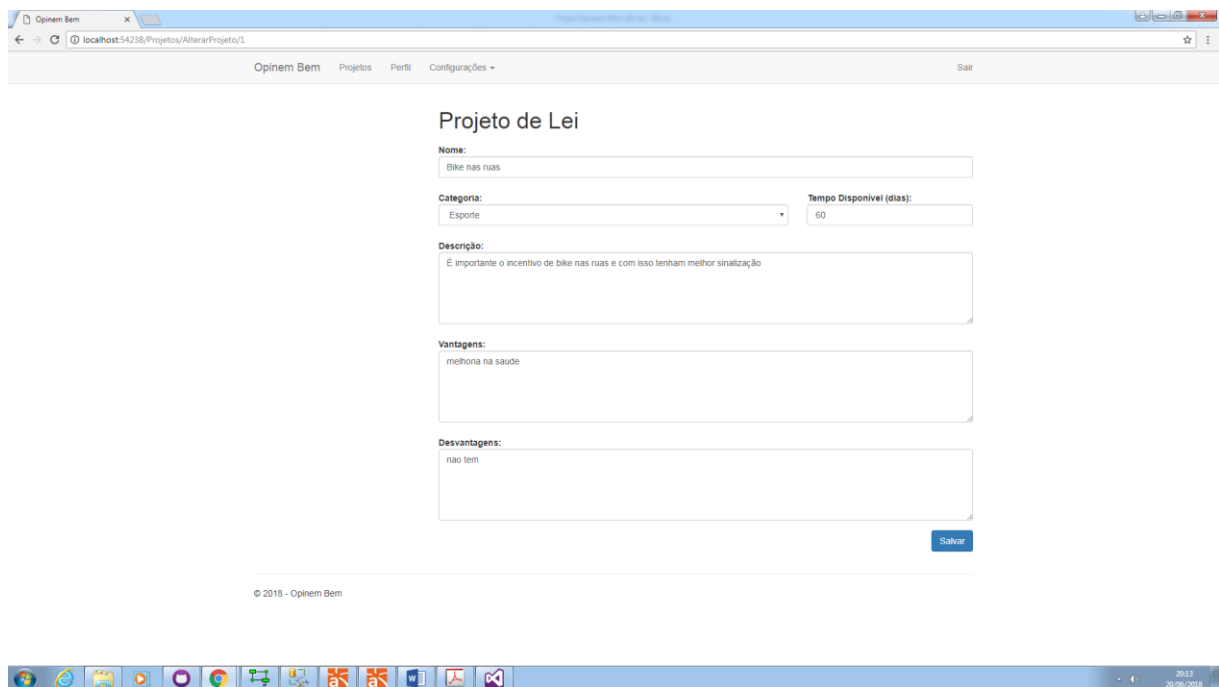 Opinem Bem
localhost:54238/Projetos/AlterarProjeto/1
Opinem Bem Projetos Perfil Configurações Sair
Projeto de Lei
Nome:
Bike nas ruas
Categoria: Tempo Disponível (dias):
Esporte 60
Descrição:
É importante o incentivo de bike nas ruas e com isso tenham melhor sinalização
Vantagens:
melhoria na saude
Desvantagens:
nao tem
Salvar
© 2018 - Opinem Bem
20:13
20/06/2018